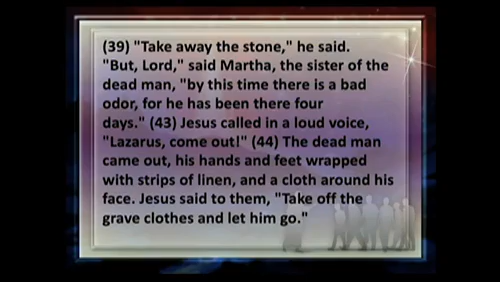 (39) "Take away the stone," he said.
"But, Lord," said Martha, the sister of the
dead man, "by this time there is a bad
odor, for he has been there four
days." (43) Jesus called in a loud voice,
"Lazarus, come out!" (44) The dead man
came out, his hands and feet wrapped
with strips of linen, and a cloth around his
face. Jesus said to them, "Take off the
grave clothes and let him go."